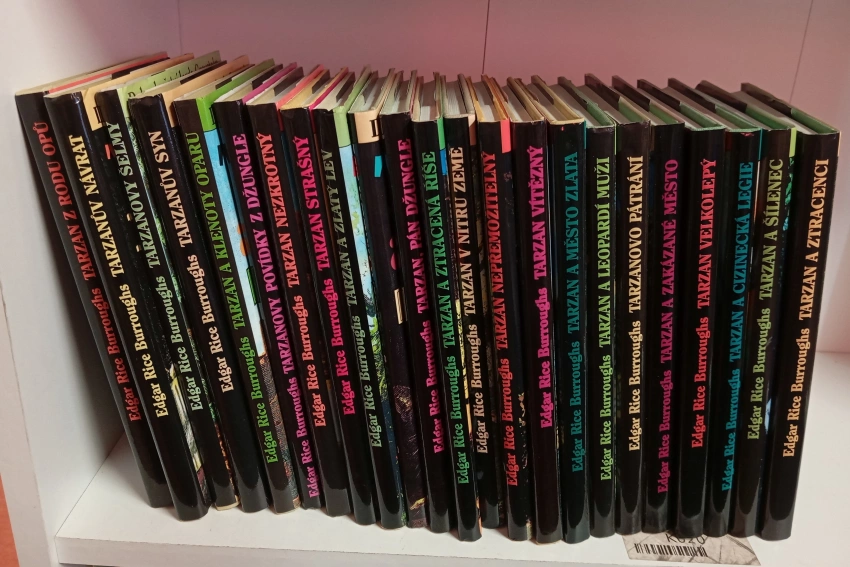 Edgar Rice Burroughs TARZAN Z RODU OPŮ
Edgar Rice Burroughs TARZANŮV NÁVRAT
Edgar Rice Burroughs TARZANOVY ŠELMY
Edgar Rice Burroughs TARZANŮV SYN
Edgar Rice Burroughs TARZAN A KLENOTY OPARU
Edgar Rice Burroughs TARZANOVY POVÍDKY Z DŽUNGLE
Edgar Rice Burroughs TARZAN NEZKROTNÝ
Edgar Rice Burroughs TARZAN STRAŠNÝ
Edgar Rice Burroughs TARZAN A ZLATÝ LEV
Edgar Rice Burroughs TARZAN, PÁN DŽUNGLE
Edgar Rice Burroughs TARZAN A ZTRACENÁ ŘÍŠE
Edgar Rice Burroughs TARZAN V NITRU ZEMĚ
Edgar Rice Burroughs TARZAN NEPŘEMOŽITELNÝ
Edgar Rice Burroughs TARZAN VÍTĚZNÝ
Edgar Rice Burroughs TARZAN A MĚSTO ZLATA
Edgar Rice Burroughs TARZAN A LEOPARDÍ MUŽI
Edgar Rice Burroughs TARZANOVO PÁTRÁNÍ
Edgar Rice Burroughs TARZAN A ZAKÁZANÉ MĚSTO
Edgar Rice Burroughs TARZAN VELKOLEPÝ
Edgar Rice Burroughs TARZAN A CIZINECKÁ LEGIE
Edgar Rice Burroughs TARZAN A ŠÍLENEC
Edgar Rice Burroughs TARZAN A ZTRACENCI